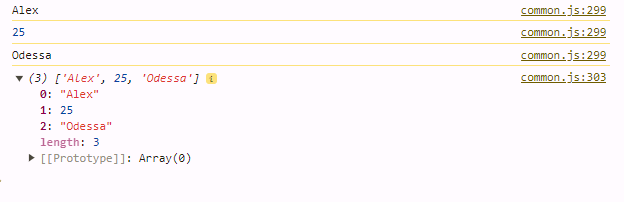 Alex common.js:299
25 common.js:299
Odessa common.js:299
▼ (3) ['Alex', 25, 'Odessa'] i common.js:303
0: "Alex"
1: 25
2: "Odessa"
length: 3
▶ [[Prototype]]: Array(0)